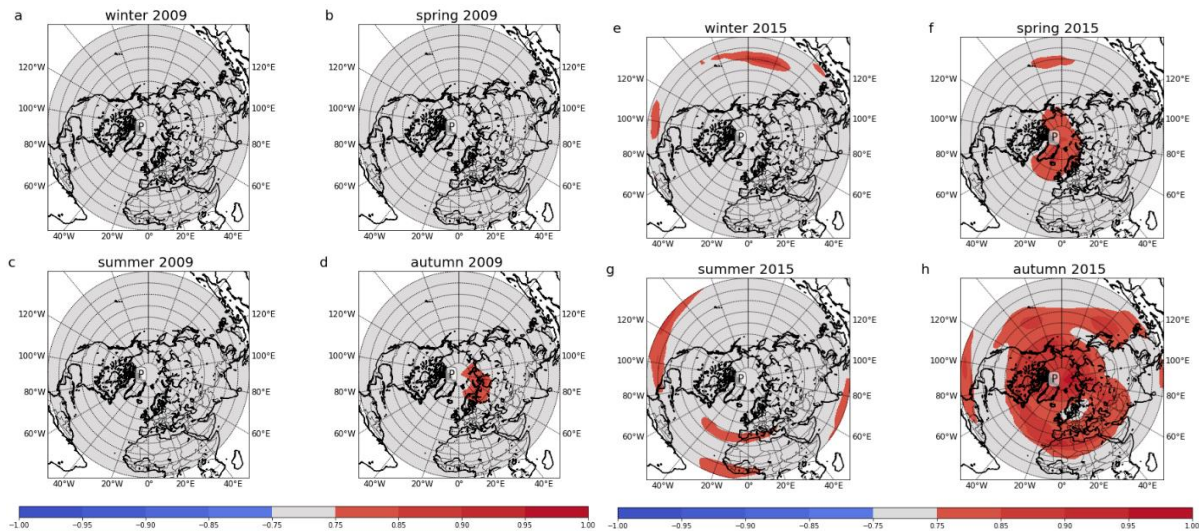 a winter 2009
120°W 120°E
100°W 100°E
P
80°W 80°E
60°W 60°E
40°W 20°W 0° 20°E 40°E
b spring 2009
120°W 120°E
100°W 100°E
P
80°W 80°E
60°W 60°E
40°W 20°W 0° 20°E 40°E
c summer 2009
120°W 120°E
100°W 100°E
P
80°W 80°E
60°W 60°E
40°W 20°W 0° 20°E 40°E
d autumn 2009
120°W 120°E
100°W 100°E
P
80°W 80°E
60°W 60°E
40°W 20°W 0° 20°E 40°E
−1.00 −0.95 −0.90 −0.85 −0.75 0.75 0.85 0.90 0.95 1.00
e winter 2015
120°W 120°E
100°W 100°E
P
80°W 80°E
60°W 60°E
40°W 20°W 0° 20°E 40°E
f spring 2015
120°W 120°E
100°W 100°E
P
80°W 80°E
60°W 60°E
40°W 20°W 0° 20°E 40°E
g summer 2015
120°W 120°E
100°W 100°E
P
80°W 80°E
60°W 60°E
40°W 20°W 0° 20°E 40°E
h autumn 2015
120°W 120°E
100°W 100°E
P
80°W 80°E
60°W 60°E
40°W 20°W 0° 20°E 40°E
−1.00 −0.95 −0.90 −0.85 −0.75 0.75 0.85 0.90 0.95 1.00